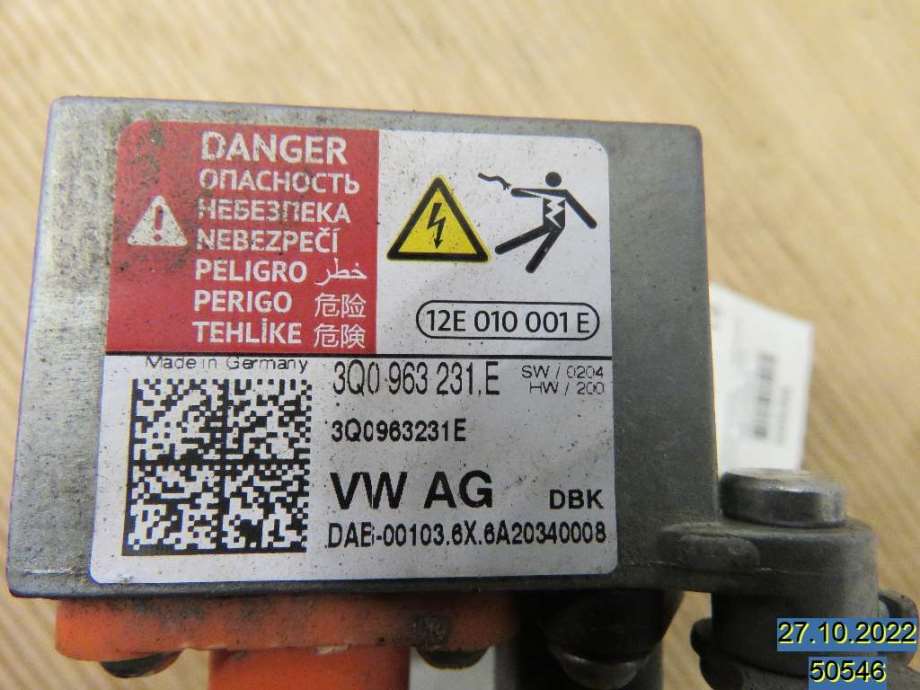 DANGER
ОПАСНОСТЬ
НЕБЕЗПЕКА
NEBEZPEČÍ
PELIGRO خطر
PERIGO 危险
TEHLİKE 危険
12E 010 001 E
Made in Germany
3Q0 963 231.E
SW / 0204
HW / 200
3Q0963231E
VW AG DBK
DAB-00103.6X.6A20340008
27.10.2022
50546